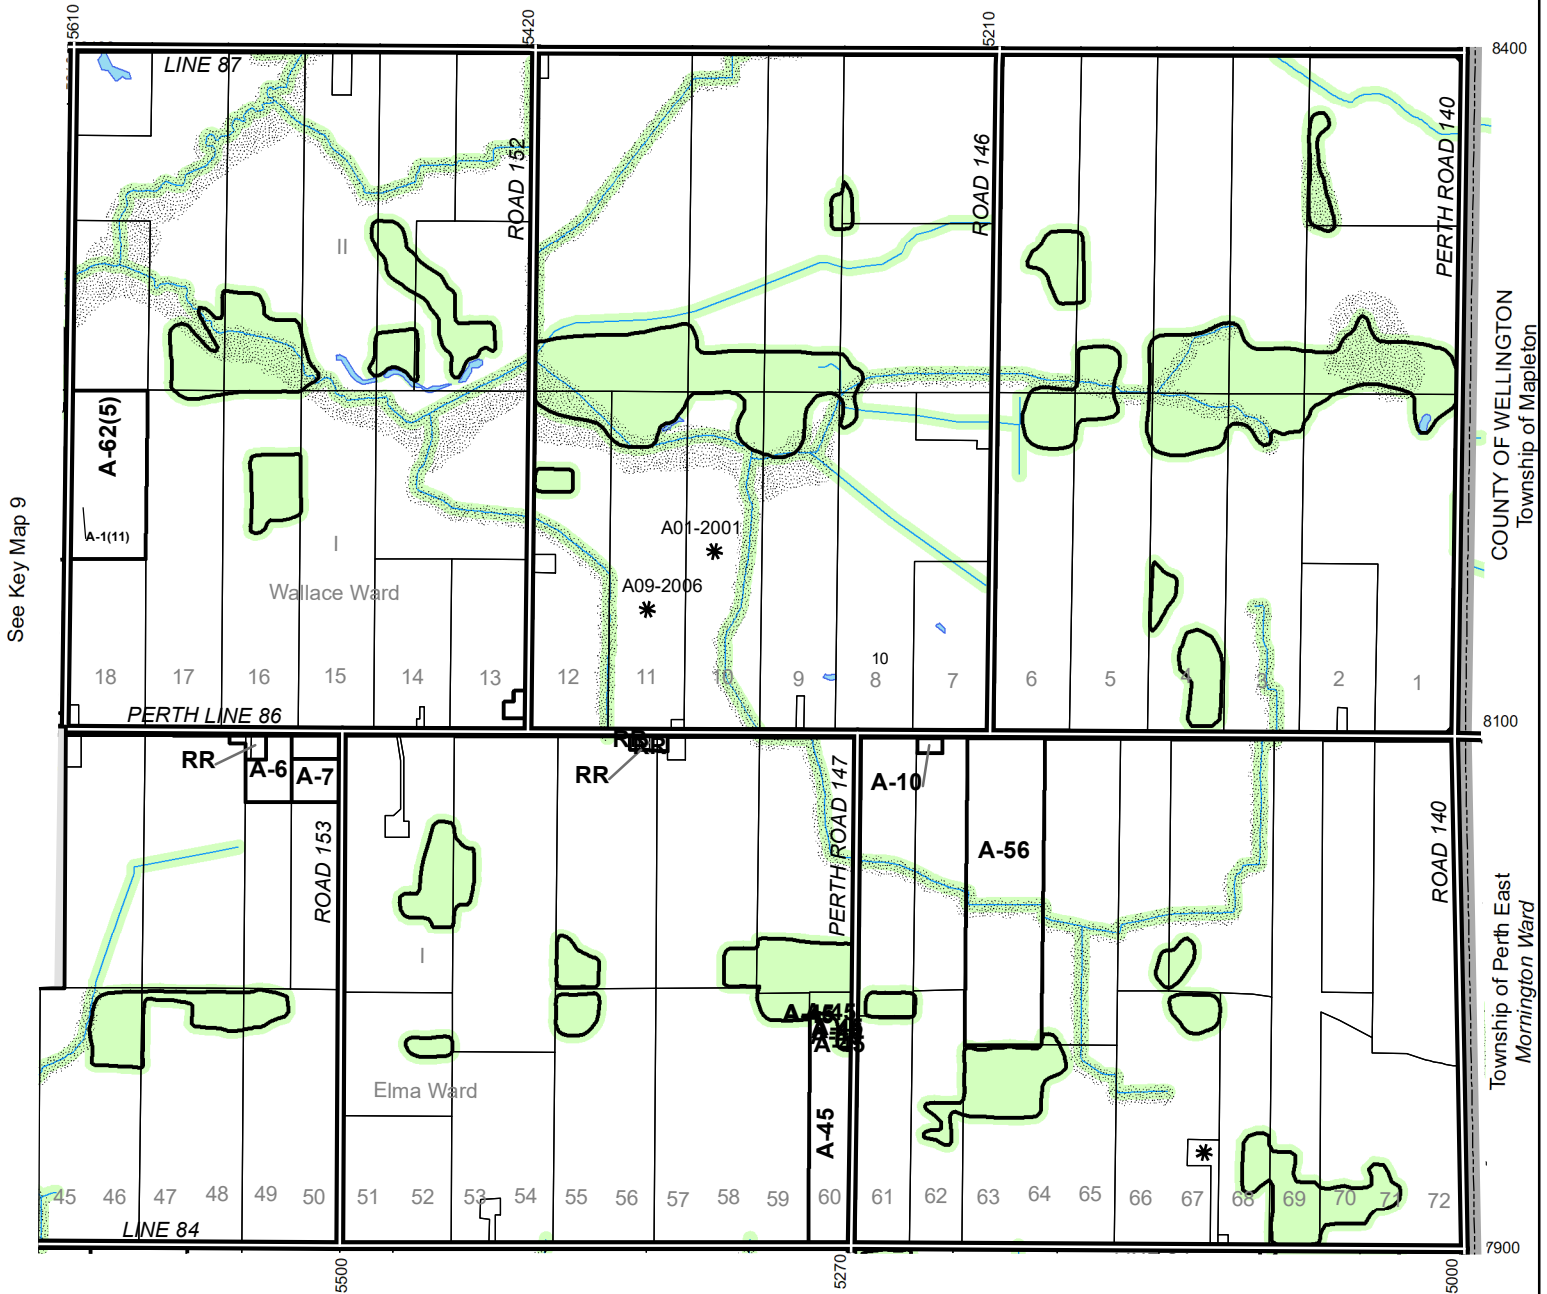 5610
5420
5210
8400
LINE 87
ROAD 152
ROAD 146
PERTH ROAD 140
II
COUNTY OF WELLINGTON
Township of Mapleton
A-62(5)
A-1(11)
See Key Map 9
I
Wallace Ward
A01-2001
A09-2006
10
18 17 16 15 14 13 12 11 10 9 8 7 6 5 4 3 2 1
PERTH LINE 86
8100
RR
A-6
A-7
RR
RR
RR
A-10
PERTH ROAD 147
A-56
ROAD 153
ROAD 140
I
Township of Perth East
Mornington Ward
A-45
Elma Ward
A-45
45 46 47 48 49 50 51 52 53 54 55 56 57 58 59 60 61 62 63 64 65 66 67 68 69 70 71 72
LINE 84
7900
5500
5270
5000